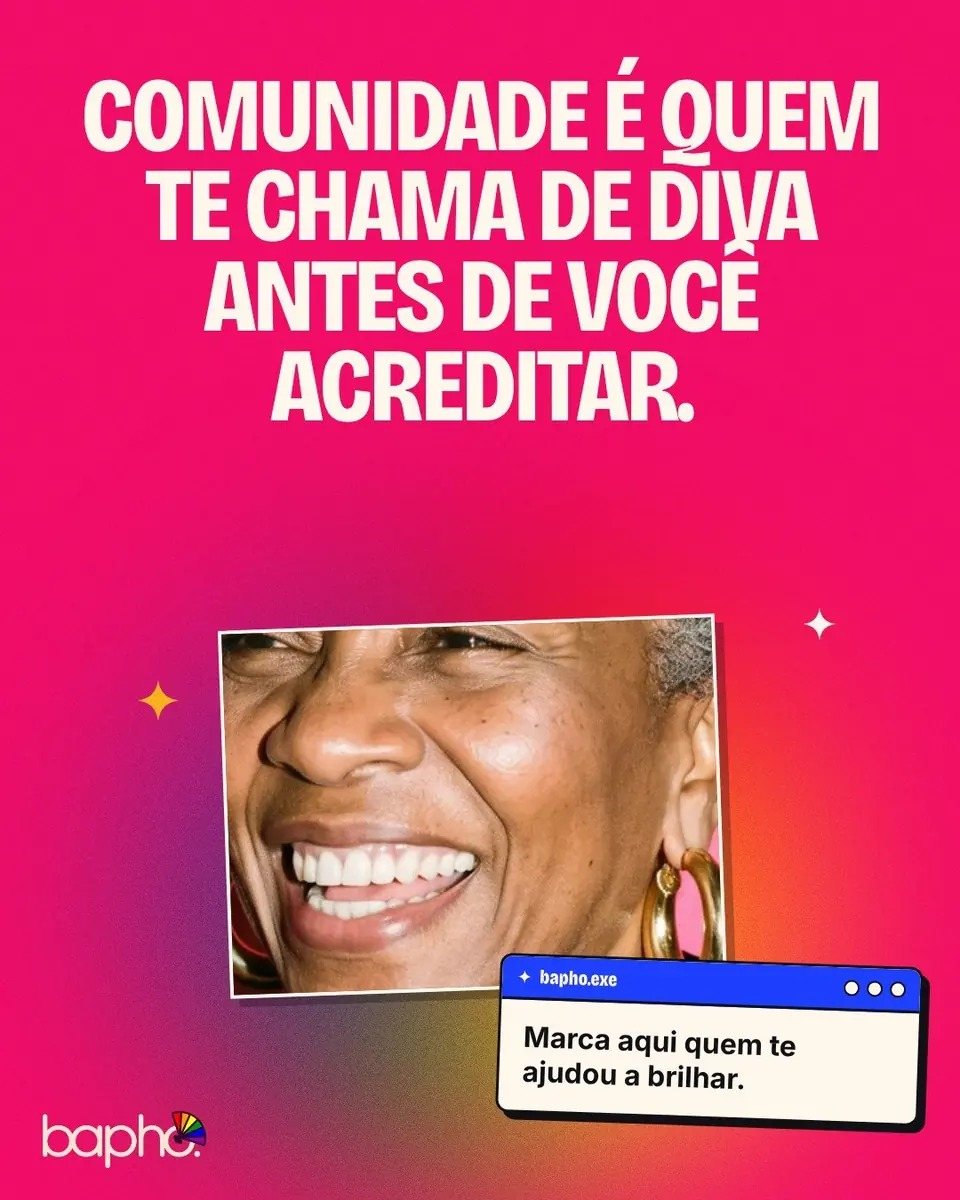 COMUNIDADE É QUEM
TE CHAMA DE DIVA
ANTES DE VOCÊ
ACREDITAR.
bapho.exe
Marca aqui quem te
ajudou a brilhar.
bapho.